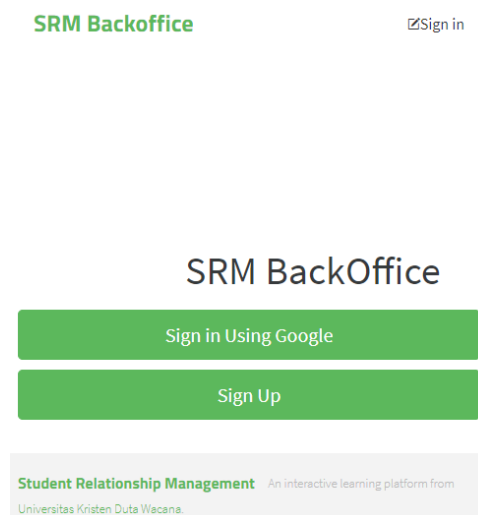 SRM Backoffice Sign in
SRM BackOffice
Sign in Using Google
Sign Up
Student Relationship Management An interactive learning platform from
Universitas Kristen Duta Wacana.